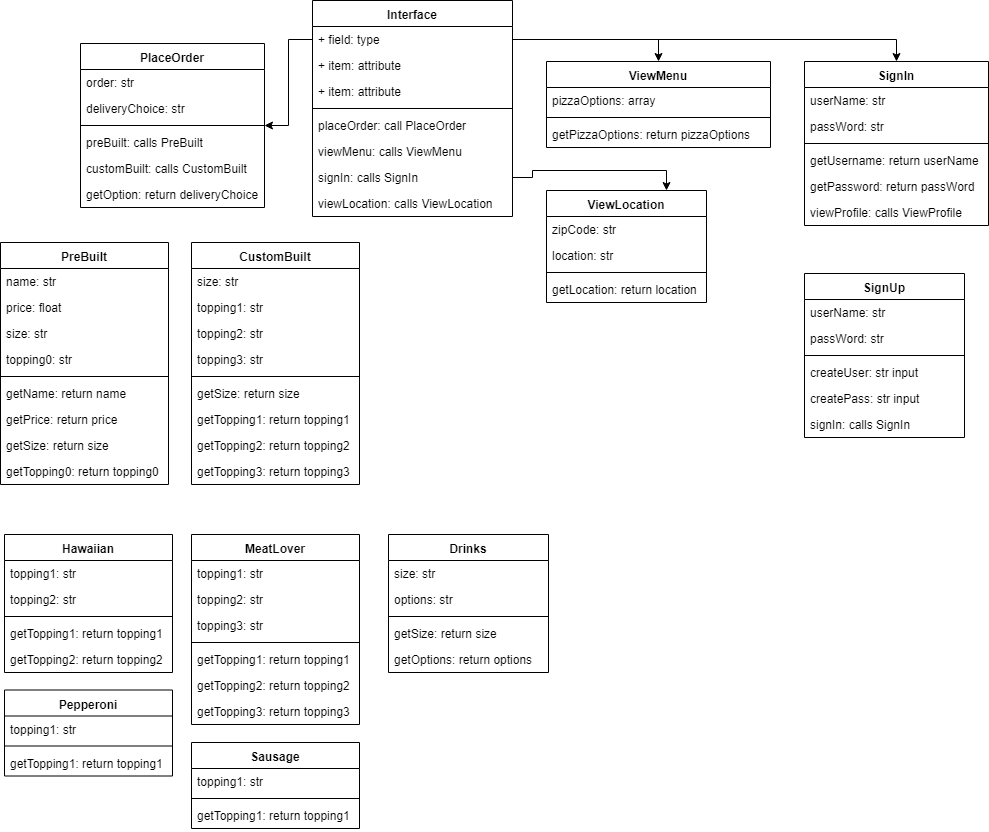 Interface
+ field: type
+ item: attribute
+ item: attribute
placeOrder: call PlaceOrder
viewMenu: calls ViewMenu
signIn: calls SignIn
viewLocation: calls ViewLocation
PlaceOrder
order: str
deliveryChoice: str
preBuilt: calls PreBuilt
customBuilt: calls CustomBuilt
getOption: return deliveryChoice
ViewMenu
pizzaOptions: array
getPizzaOptions: return pizzaOptions
SignIn
userName: str
passWord: str
getUsername: return userName
getPassword: return passWord
viewProfile: calls ViewProfile
ViewLocation
zipCode: str
location: str
getLocation: return location
PreBuilt
name: str
price: float
size: str
topping0: str
getName: return name
getPrice: return price
getSize: return size
getTopping0: return topping0
CustomBuilt
size: str
topping1: str
topping2: str
topping3: str
getSize: return size
getTopping1: return topping1
getTopping2: return topping2
getTopping3: return topping3
SignUp
userName: str
passWord: str
createUser: str input
createPass: str input
signIn: calls SignIn
Hawaiian
topping1: str
topping2: str
getTopping1: return topping1
getTopping2: return topping2
MeatLover
topping1: str
topping2: str
topping3: str
getTopping1: return topping1
getTopping2: return topping2
getTopping3: return topping3
Drinks
size: str
options: str
getSize: return size
getOptions: return options
Pepperoni
topping1: str
getTopping1: return topping1
Sausage
topping1: str
getTopping1: return topping1